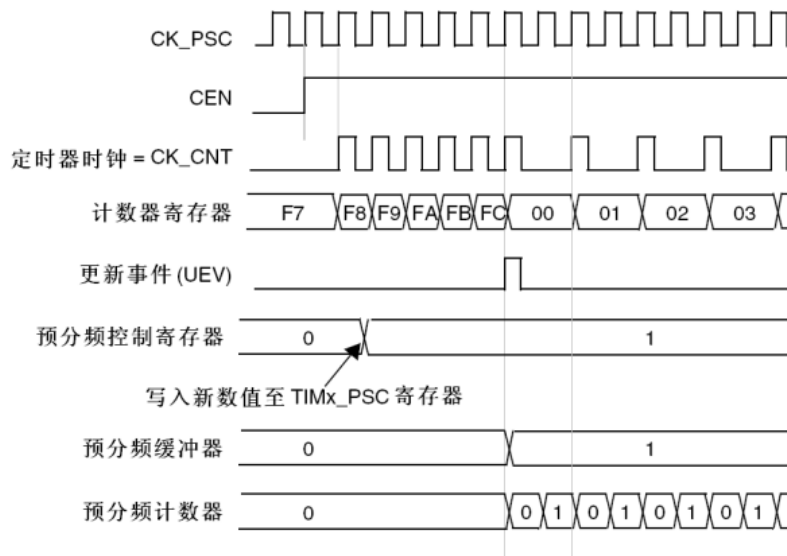 CK_PSC
CEN
定时器时钟 = CK_CNT
计数器寄存器 F7 F8 F9 FA FB FC 00 01 02 03
更新事件(UEV)
预分频控制寄存器 0 1
写入新数值至 TIMx_PSC 寄存器
预分频缓冲器 0 1
预分频计数器 0 0 1 0 1 0 1 0 1